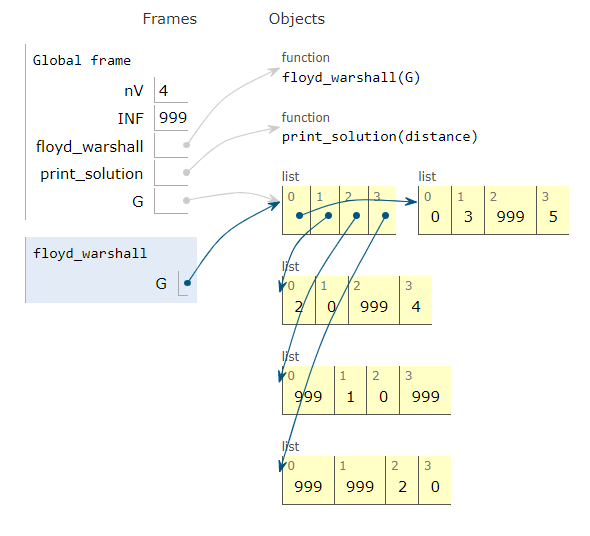 Frames Objects
Global frame
nV 4
INF 999
floyd_warshall
print_solution
G
floyd_warshall
G
function
floyd_warshall(G)
function
print_solution(distance)
list
0 1 2 3
list
0 1 2 3
0 3 999 5
list
0 1 2 3
2 0 999 4
list
0 1 2 3
999 1 0 999
list
0 1 2 3
999 999 2 0